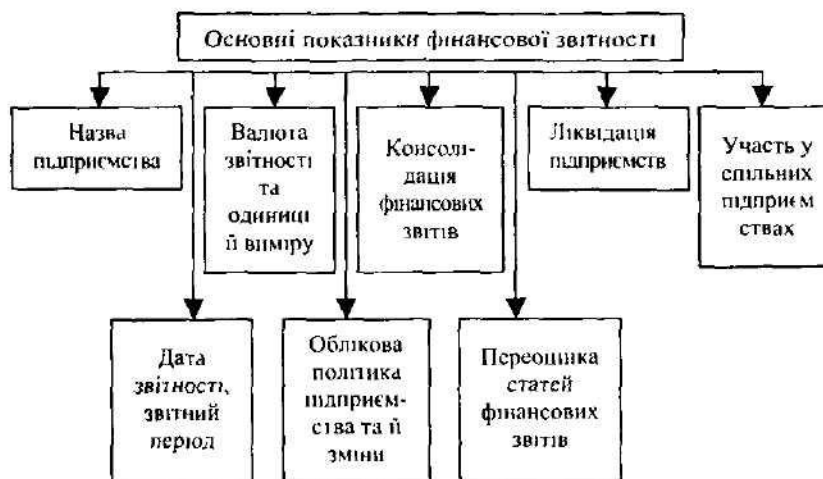 Основні показники фінансової звітності
Назва
підприємства
Валюта
звітності
та
одиниці
її виміру
Консолі-
дація
фінансових
звітів
Ліквідація
підприємств
Участь у
спільних
підприєм
ствах
Дата
звітності,
звітний
період
Облікова
політика
підприєм-
ства та її
зміни
Переоцінка
статей
фінансових
звітів